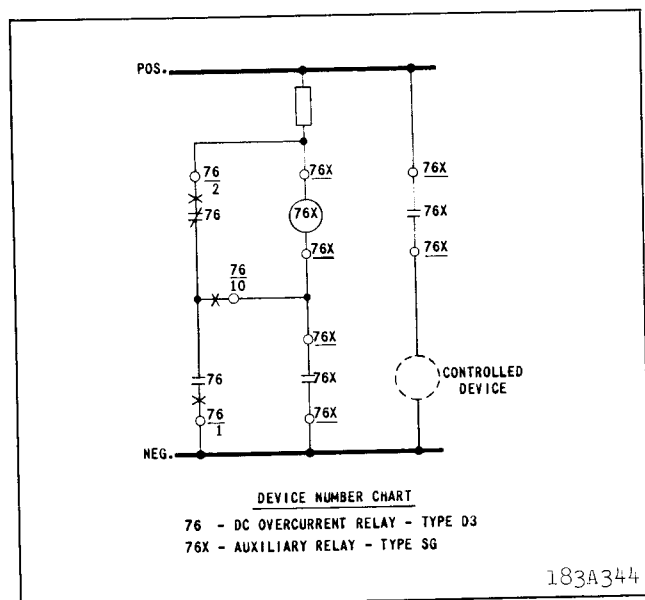 POS.
76
2
76X
76X
76
76X
76X
76X
76X
76
10
76X
76
76X
CONTROLLED
DEVICE
76
1
76X
NEG.
DEVICE NUMBER CHART
76 - DC OVERCURRENT RELAY - TYPE D3
76X - AUXILIARY RELAY - TYPE SG
183A344